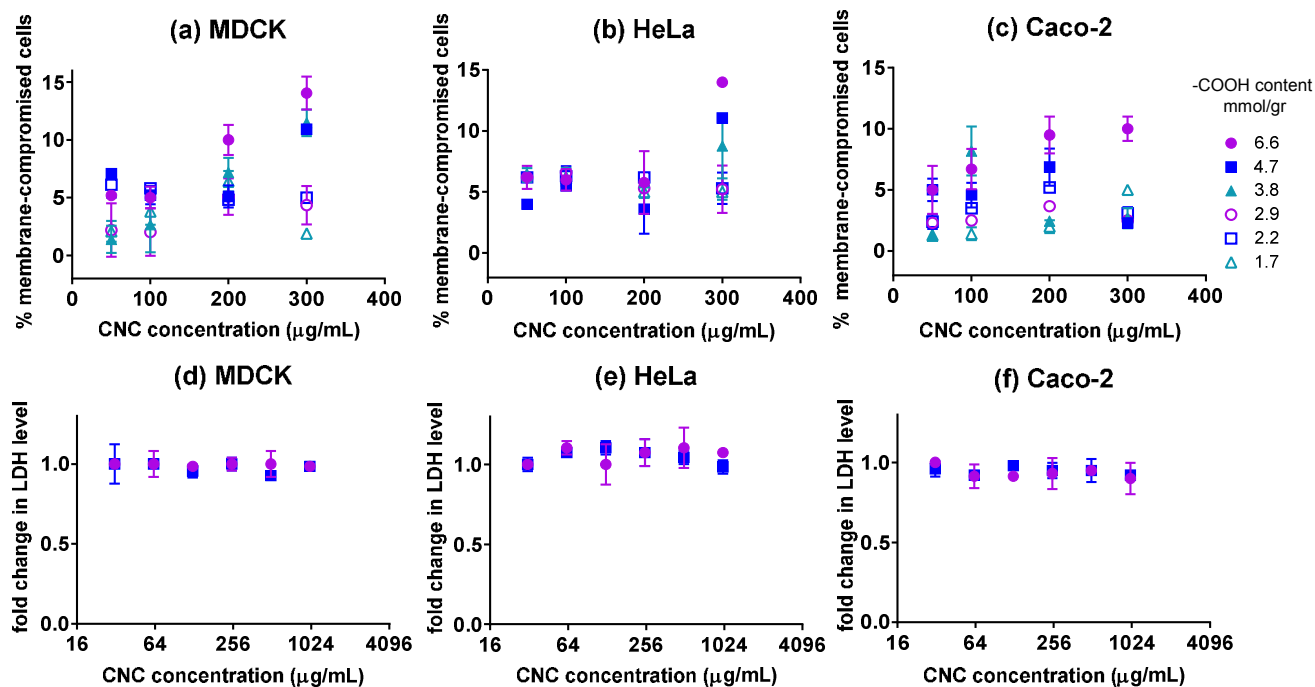 (a) MDCK
% membrane-compromised cells
15
10
5
0
0 100 200 300 400
CNC concentration (μg/mL)
(b) HeLa
% membrane-compromised cells
15
10
5
0
0 100 200 300 400
CNC concentration (μg/mL)
(c) Caco-2
% membrane-compromised cells
15
10
5
0
0 100 200 300 400
CNC concentration (μg/mL)
-COOH content
mmol/gr
6.6
4.7
3.8
2.9
2.2
1.7
(d) MDCK
fold change in LDH level
1.0
0.5
0.0
16 64 256 1024 4096
CNC concentration (μg/mL)
(e) HeLa
fold change in LDH level
1.0
0.5
0.0
16 64 256 1024 4096
CNC concentration (μg/mL)
(f) Caco-2
fold change in LDH level
1.0
0.5
0.0
16 64 256 1024 4096
CNC concentration (μg/mL)